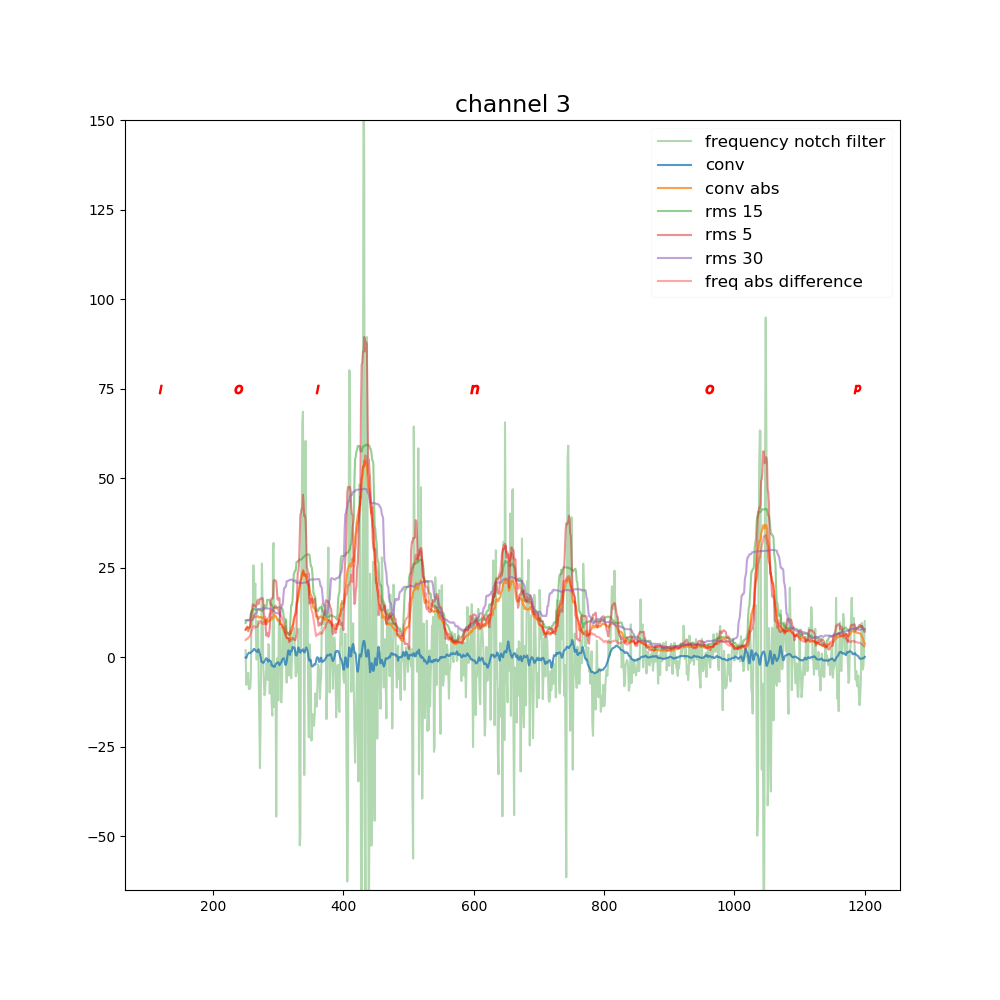 channel 3
150
125
100
75
50
25
0
−25
−50
frequency notch filter
conv
conv abs
rms 15
rms 5
rms 30
freq abs difference
ı o ı n o p
200 400 600 800 1000 1200